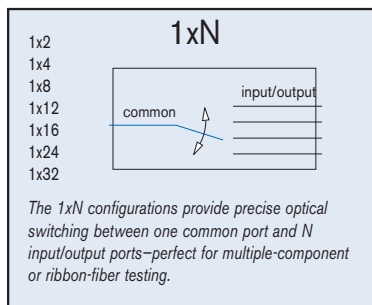 1xN
1x2
1x4
1x8
1x12
1x16
1x24
1x32
common
input/output
The 1xN configurations provide precise optical
switching between one common port and N
input/output ports–perfect for multiple-component
or ribbon-fiber testing.